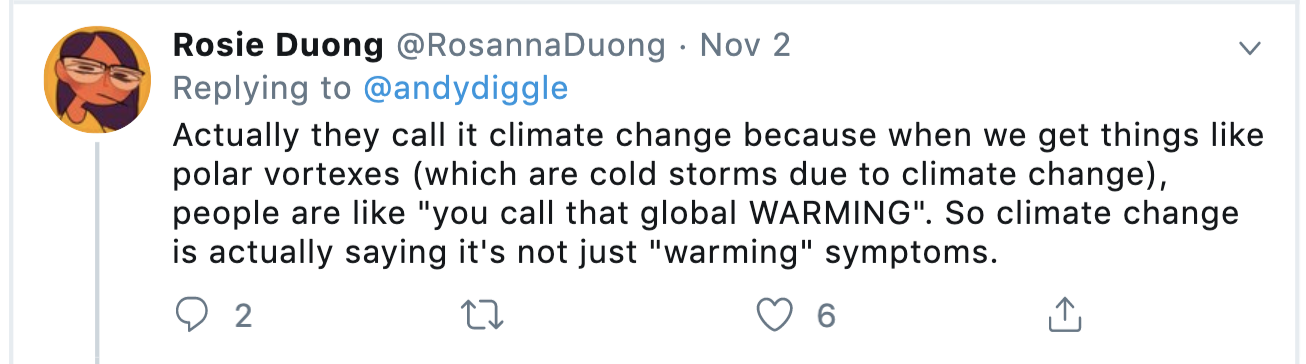 Rosie Duong @RosannaDuong · Nov 2
Replying to @andydiggle
Actually they call it climate change because when we get things like
polar vortexes (which are cold storms due to climate change),
people are like "you call that global WARMING". So climate change
is actually saying it's not just "warming" symptoms.
2 6